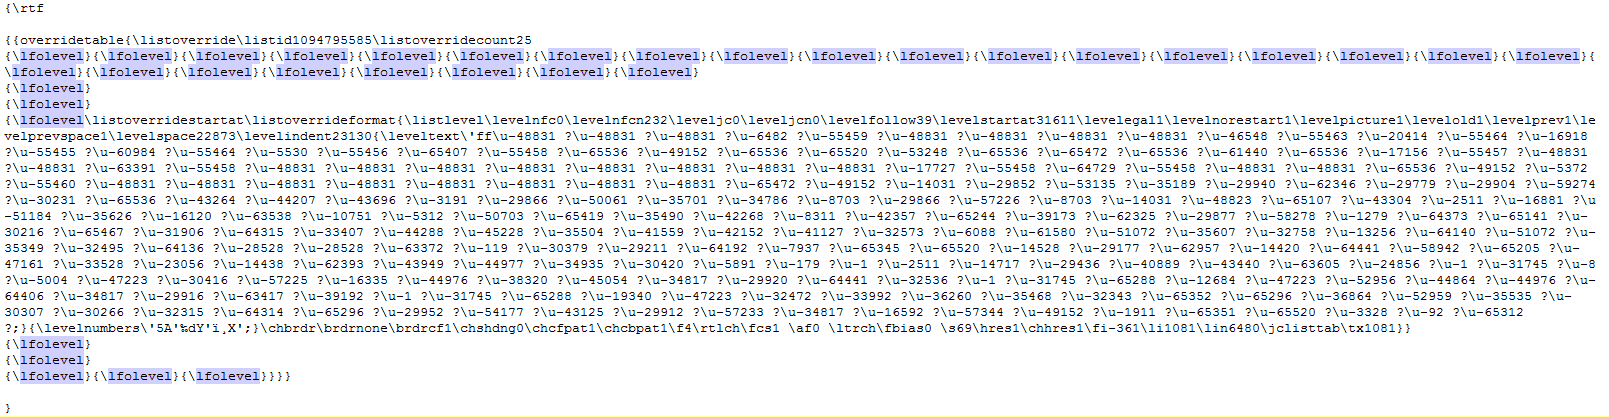 {\rtf
{{overridetable{\listoverride\listid1094795585\listoverridecount25
{\lfolevel}{\lfolevel}{\lfolevel}{\lfolevel}{\lfolevel}{\lfolevel}{\lfolevel}{\lfolevel}{\lfolevel}{\lfolevel}{\lfolevel}{\lfolevel}{\lfolevel}{\lfolevel}{\lfolevel}{\lfolevel}{\lfolevel}{\lfolevel}{
\lfolevel}{\lfolevel}{\lfolevel}{\lfolevel}{\lfolevel}{\lfolevel}{\lfolevel}{\lfolevel}
{\lfolevel}
{\lfolevel}
{\lfolevel\listoverridestartat\listoverrideformat{\listlevel\levelnfc0\levelnfcn232\leveljc0\leveljcn0\levelfollow39\levelstartat31611\levelegal1\levelnorestart1\levelpicture1\levelold1\levelprev1\le
velprevspace1\levelspace22873\levelindent23130{\leveltext\'ff\u-48831 ?\u-48831 ?\u-48831 ?\u-6482 ?\u-55459 ?\u-48831 ?\u-48831 ?\u-48831 ?\u-48831 ?\u-46548 ?\u-55463 ?\u-20414 ?\u-55464 ?\u-16918
?\u-55455 ?\u-60984 ?\u-55464 ?\u-5530 ?\u-55456 ?\u-65407 ?\u-55458 ?\u-65536 ?\u-49152 ?\u-65536 ?\u-65520 ?\u-53248 ?\u-65536 ?\u-65472 ?\u-65536 ?\u-61440 ?\u-65536 ?\u-17156 ?\u-55457 ?\u-48831
?\u-48831 ?\u-63391 ?\u-55458 ?\u-48831 ?\u-48831 ?\u-48831 ?\u-48831 ?\u-48831 ?\u-48831 ?\u-48831 ?\u-17727 ?\u-55458 ?\u-64729 ?\u-55458 ?\u-48831 ?\u-48831 ?\u-65536 ?\u-49152 ?\u-5372
?\u-55460 ?\u-48831 ?\u-48831 ?\u-48831 ?\u-48831 ?\u-48831 ?\u-48831 ?\u-48831 ?\u-65472 ?\u-49152 ?\u-14031 ?\u-29852 ?\u-53135 ?\u-35189 ?\u-29940 ?\u-62346 ?\u-29779 ?\u-29904 ?\u-59274
?\u-30231 ?\u-65536 ?\u-43264 ?\u-44207 ?\u-43696 ?\u-3191 ?\u-29866 ?\u-50061 ?\u-35701 ?\u-34786 ?\u-8703 ?\u-29866 ?\u-57226 ?\u-8703 ?\u-14031 ?\u-48823 ?\u-65107 ?\u-43304 ?\u-2511 ?\u-16881 ?\u
-51184 ?\u-35626 ?\u-16120 ?\u-63538 ?\u-10751 ?\u-5312 ?\u-50703 ?\u-65419 ?\u-35490 ?\u-42268 ?\u-8311 ?\u-42357 ?\u-65244 ?\u-39173 ?\u-62325 ?\u-29877 ?\u-58278 ?\u-1279 ?\u-64373 ?\u-65141 ?\u-
30216 ?\u-65467 ?\u-31906 ?\u-64315 ?\u-33407 ?\u-44288 ?\u-45228 ?\u-35504 ?\u-41559 ?\u-42152 ?\u-41127 ?\u-32573 ?\u-6088 ?\u-61580 ?\u-51072 ?\u-35607 ?\u-32758 ?\u-13256 ?\u-64140 ?\u-51072 ?\u-
35349 ?\u-32495 ?\u-64136 ?\u-28528 ?\u-28528 ?\u-63372 ?\u-119 ?\u-30379 ?\u-29211 ?\u-64192 ?\u-7937 ?\u-65345 ?\u-65520 ?\u-14528 ?\u-29177 ?\u-62957 ?\u-14420 ?\u-64441 ?\u-58942 ?\u-65205 ?\u-
47161 ?\u-33528 ?\u-23056 ?\u-14438 ?\u-62393 ?\u-43949 ?\u-44977 ?\u-34935 ?\u-30420 ?\u-5891 ?\u-179 ?\u-1 ?\u-2511 ?\u-14717 ?\u-29436 ?\u-40889 ?\u-43440 ?\u-63605 ?\u-24856 ?\u-1 ?\u-31745 ?\u-8
?\u-5004 ?\u-47223 ?\u-30416 ?\u-57225 ?\u-16335 ?\u-44976 ?\u-38320 ?\u-45054 ?\u-34817 ?\u-29920 ?\u-64441 ?\u-32536 ?\u-1 ?\u-31745 ?\u-65288 ?\u-12684 ?\u-47223 ?\u-52956 ?\u-44864 ?\u-44976 ?\u-
64406 ?\u-34817 ?\u-29916 ?\u-63417 ?\u-39192 ?\u-1 ?\u-31745 ?\u-65288 ?\u-19340 ?\u-47223 ?\u-32472 ?\u-33992 ?\u-36260 ?\u-35468 ?\u-32343 ?\u-65352 ?\u-65296 ?\u-36864 ?\u-52959 ?\u-35535 ?\u-
30307 ?\u-30266 ?\u-32315 ?\u-64314 ?\u-65296 ?\u-29952 ?\u-54177 ?\u-43125 ?\u-29912 ?\u-57233 ?\u-34817 ?\u-16592 ?\u-57344 ?\u-49152 ?\u-1911 ?\u-65351 ?\u-65520 ?\u-3328 ?\u-92 ?\u-65312
?;}{\levelnumbers\'5A'‰dY'ï¸X';}\chbrdr\brdrnone\brdrcf1\chshdng0\chcfpat1\chcbpat1\f4\rtlch\fcs1 \af0 \ltrch\fbias0 \s69\hres1\chhres1\fi-361\li1081\lin6480\jclisttab\tx1081}}
{\lfolevel}
{\lfolevel}
{\lfolevel}{\lfolevel}{\lfolevel}}}}
}